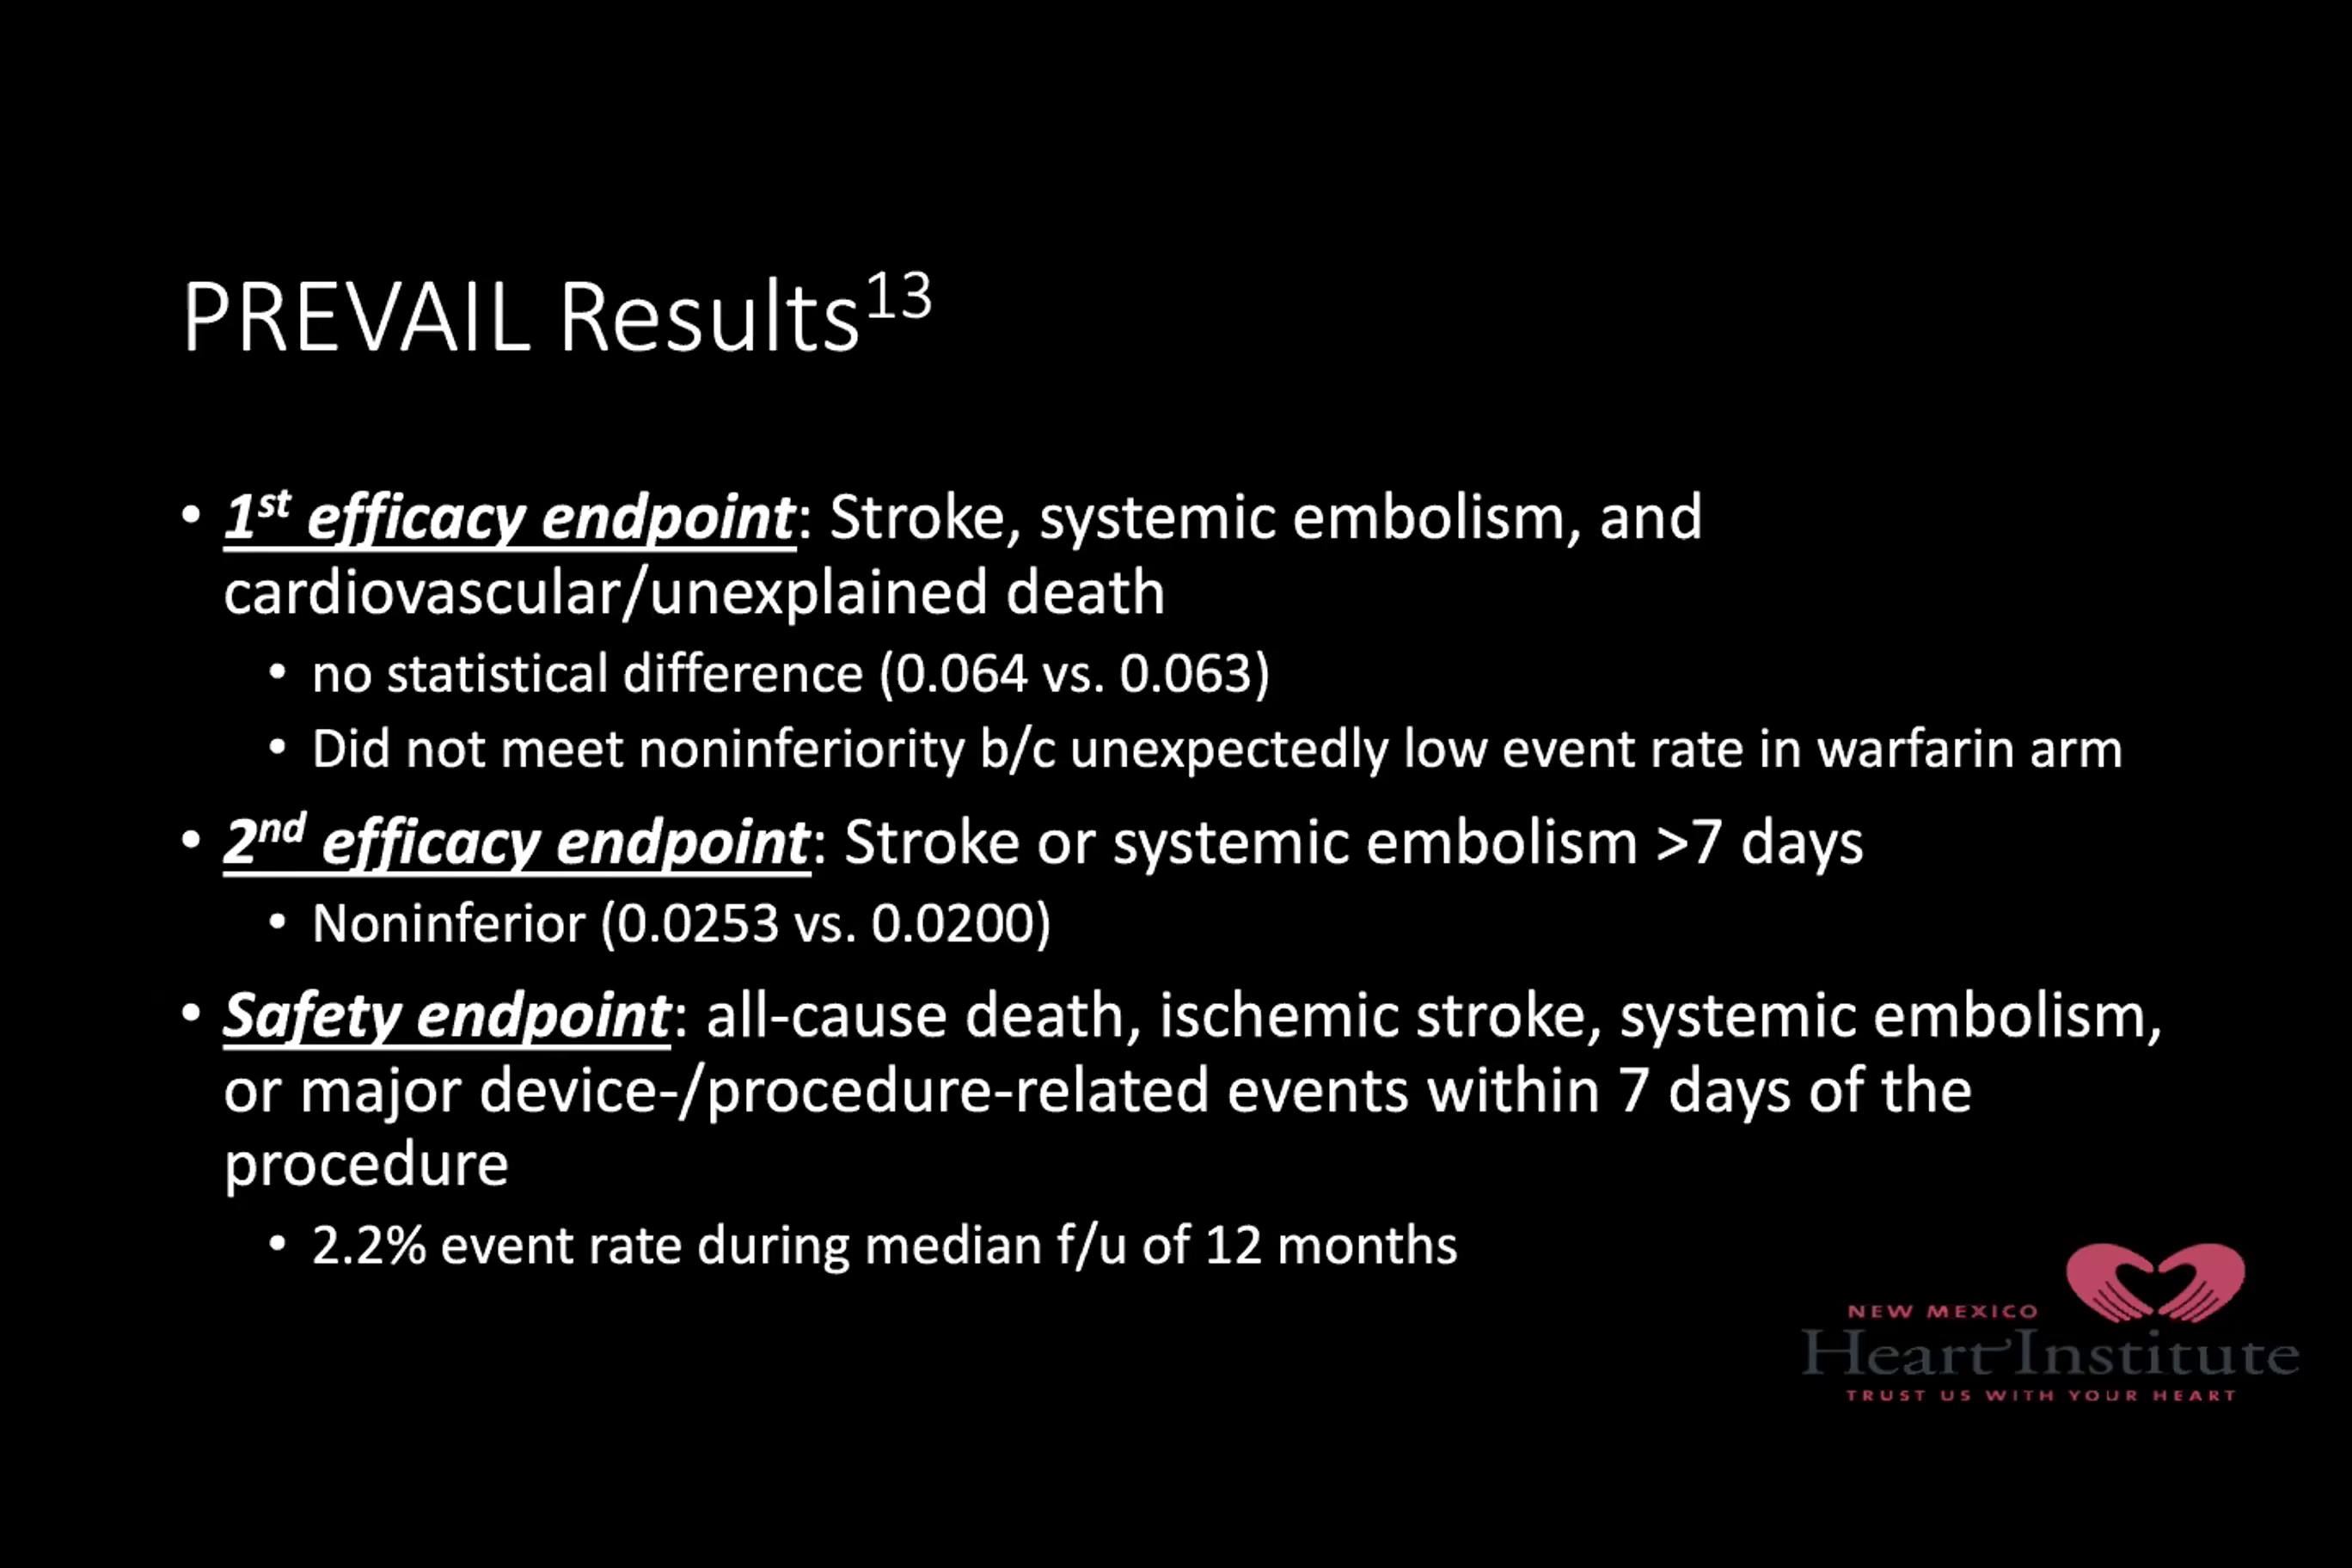 PREVAIL Results¹³
• 1ˢᵗ efficacy endpoint: Stroke, systemic embolism, and
cardiovascular/unexplained death
• no statistical difference (0.064 vs. 0.063)
• Did not meet noninferiority b/c unexpectedly low event rate in warfarin arm
• 2ⁿᵈ efficacy endpoint: Stroke or systemic embolism >7 days
• Noninferior (0.0253 vs. 0.0200)
• Safety endpoint: all-cause death, ischemic stroke, systemic embolism,
or major device-/procedure-related events within 7 days of the
procedure
• 2.2% event rate during median f/u of 12 months
NEW MEXICO
Heart Institute
TRUST US WITH YOUR HEART